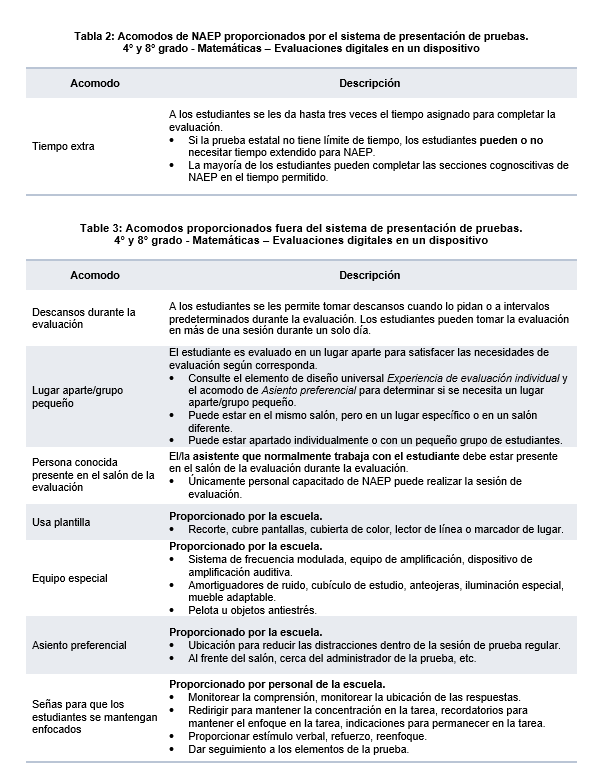 Tabla 2: Acomodos de NAEP proporcionados por el sistema de presentación de pruebas.
4° y 8° grado - Matemáticas – Evaluaciones digitales en un dispositivo
Acomodo Descripción
Tiempo extra
A los estudiantes se les da hasta tres veces el tiempo asignado para completar la
evaluación.
• Si la prueba estatal no tiene límite de tiempo, los estudiantes pueden o no
necesitar tiempo extendido para NAEP.
• La mayoría de los estudiantes pueden completar las secciones cognoscitivas de
NAEP en el tiempo permitido.
Table 3: Acomodos proporcionados fuera del sistema de presentación de pruebas.
4° y 8° grado - Matemáticas – Evaluaciones digitales en un dispositivo
Acomodo Descripción
Descansos durante la
evaluación
A los estudiantes se les permite tomar descansos cuando lo pidan o a intervalos
predeterminados durante la evaluación. Los estudiantes pueden tomar la evaluación
en más de una sesión durante un solo día.
Lugar aparte/grupo
pequeño
El estudiante es evaluado en un lugar aparte para satisfacer las necesidades de
evaluación según corresponda.
• Consulte el elemento de diseño universal Experiencia de evaluación individual y
el acomodo de Asiento preferencial para determinar si se necesita un lugar
aparte/grupo pequeño.
• Puede estar en el mismo salón, pero en un lugar específico o en un salón
diferente.
• Puede estar apartado individualmente o con un pequeño grupo de estudiantes.
Persona conocida
presente en el salón de la
evaluación
El/la asistente que normalmente trabaja con el estudiante debe estar presente
en el salón de la evaluación durante la evaluación.
• Únicamente personal capacitado de NAEP puede realizar la sesión de
evaluación.
Usa plantilla
Proporcionado por la escuela.
• Recorte, cubre pantallas, cubierta de color, lector de línea o marcador de lugar.
Equipo especial
Proporcionado por la escuela.
• Sistema de frecuencia modulada, equipo de amplificación, dispositivo de
amplificación auditiva.
• Amortiguadores de ruido, cubículo de estudio, anteojeras, iluminación especial,
mueble adaptable.
• Pelota u objetos antiestrés.
Asiento preferencial
Proporcionado por la escuela.
• Ubicación para reducir las distracciones dentro de la sesión de prueba regular.
• Al frente del salón, cerca del administrador de la prueba, etc.
Señas para que los
estudiantes se mantengan
enfocados
Proporcionado por personal de la escuela.
• Monitorear la comprensión, monitorear la ubicación de las respuestas.
• Redirigir para mantener la concentración en la tarea, recordatorios para
mantener el enfoque en la tarea, indicaciones para permanecer en la tarea.
• Proporcionar estímulo verbal, refuerzo, reenfoque.
• Dar seguimiento a los elementos de la prueba.